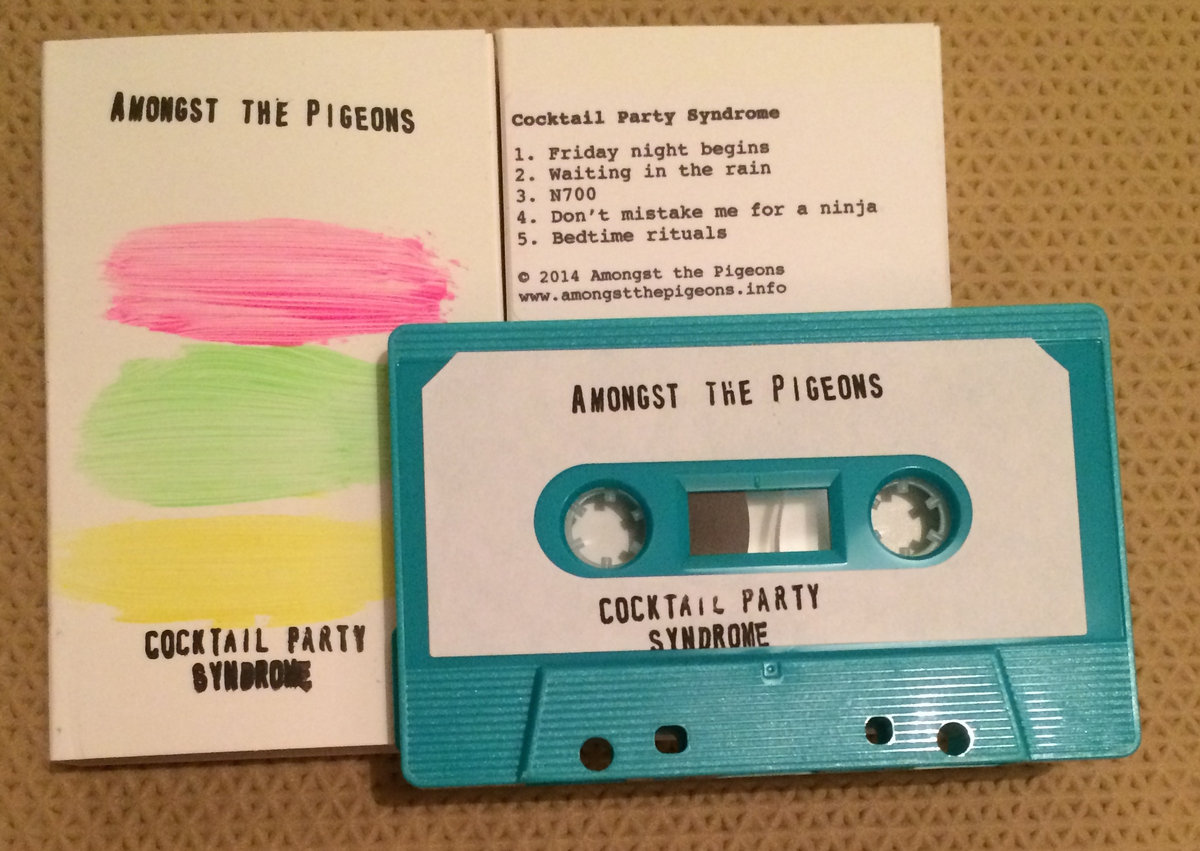 AMONGST THE PIGEONS
COCKTAIL PARTY
SYNDROME
Cocktail Party Syndrome
1. Friday night begins
2. Waiting in the rain
3. N700
4. Don't mistake me for a ninja
5. Bedtime rituals
© 2014 Amongst the Pigeons
www.amongstthepigeons.info
AMONGST THE PIGEONS
COCKTAIL PARTY
SYNDROME